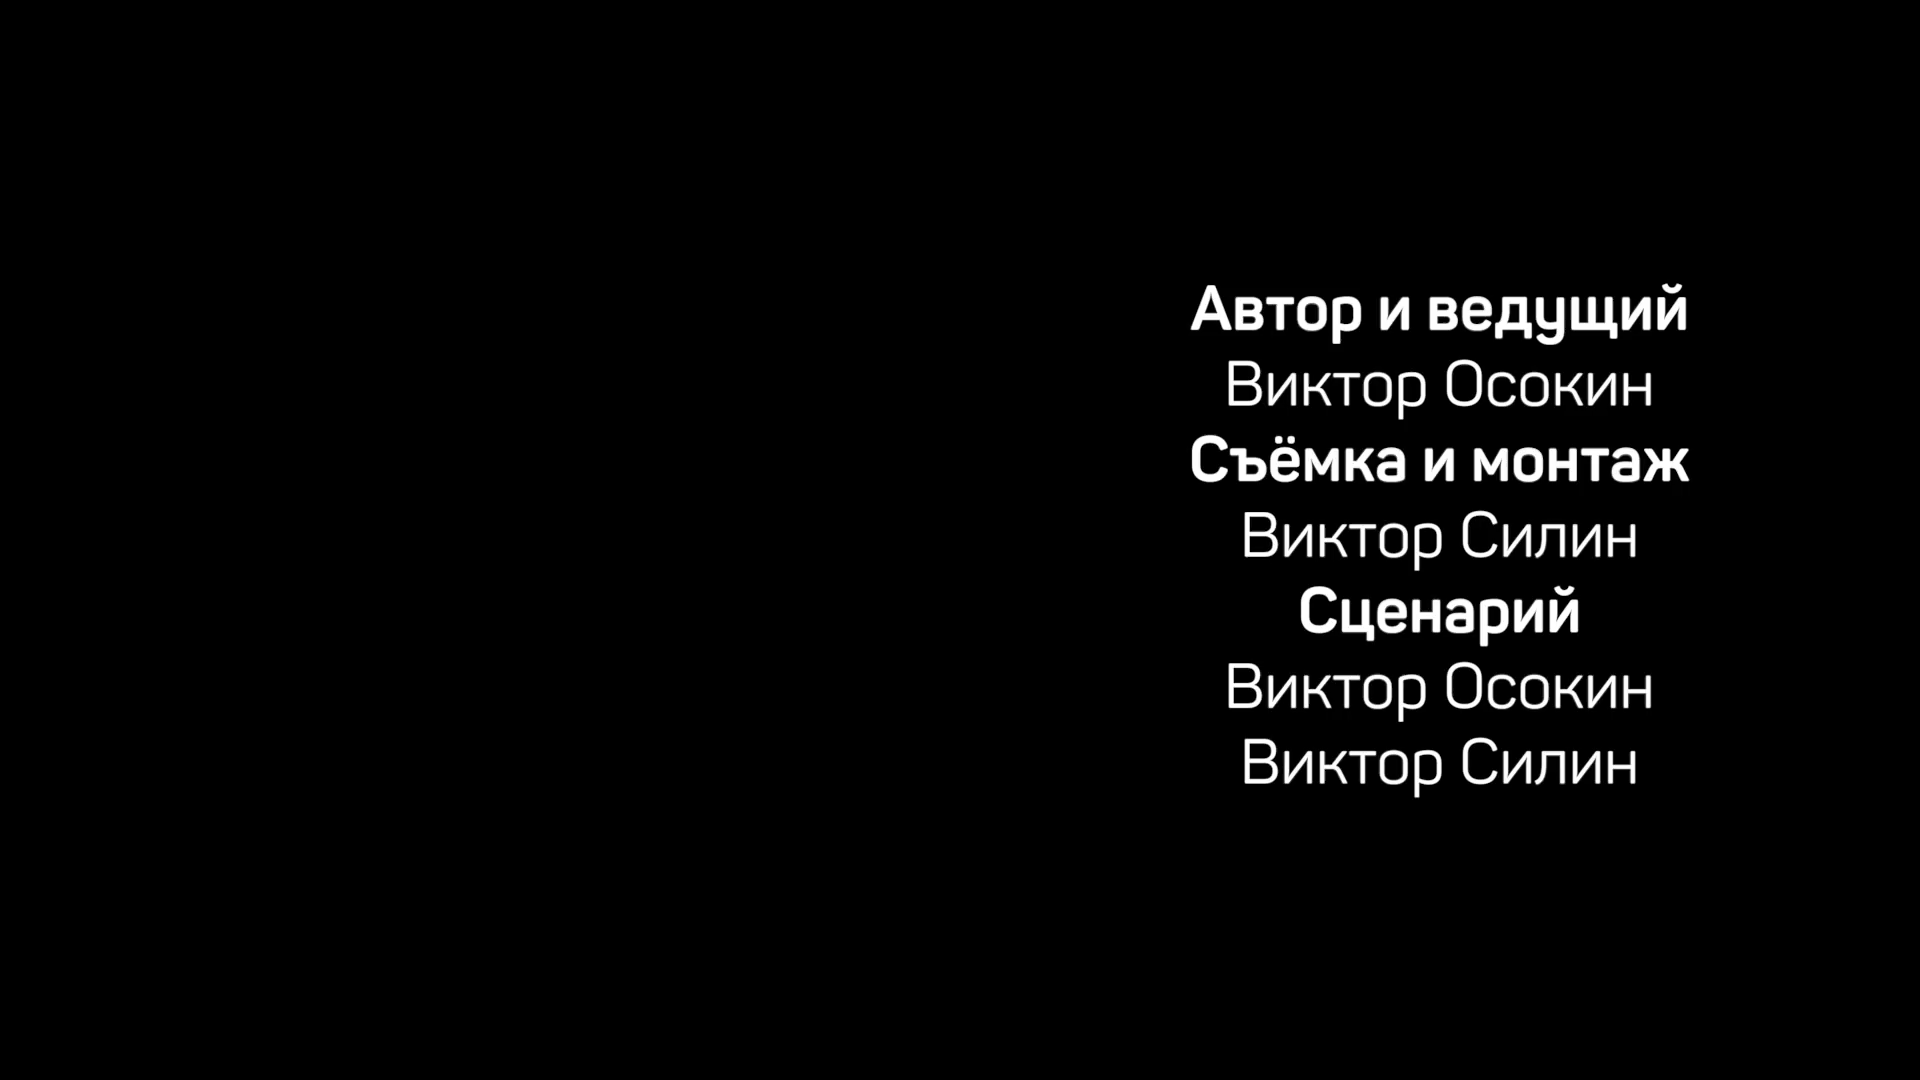 Автор и ведущий
Виктор Осокин
Съёмка и монтаж
Виктор Силин
Сценарий
Виктор Осокин
Виктор Силин